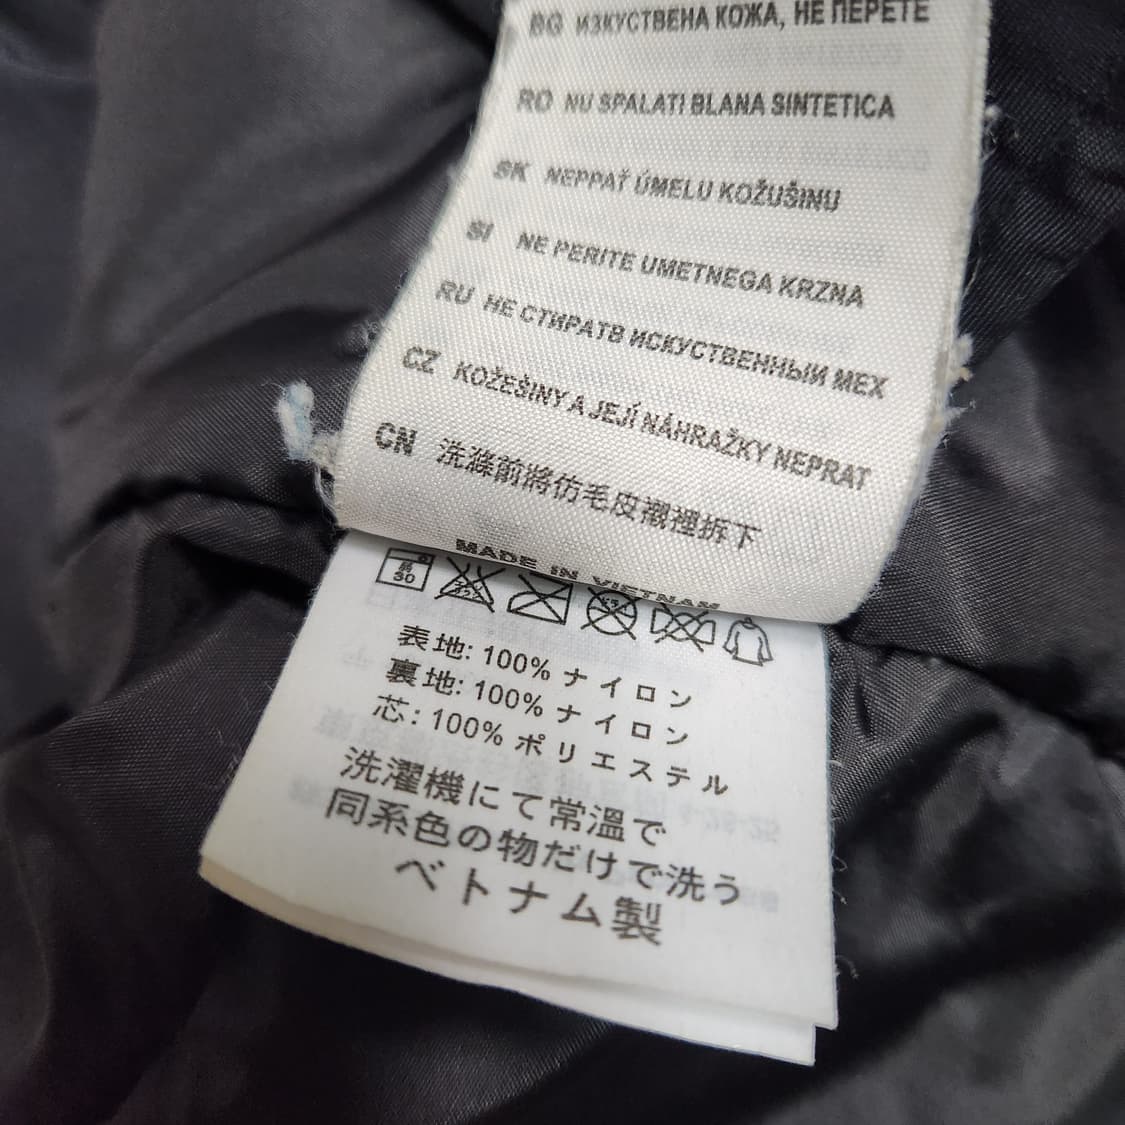 BG ИЗКУСТВЕНА КОЖА, НЕ ПЕРЕТЕ
RO NU SPALATI BLANA SINTETICA
SK NEPPAŤ ÚMELU KOŽUŠINU
SI NE PERITE UMETNEGA KRZNA
RU НЕ СТИРАТВ ИСКУСТВЕННЫИ МЕХ
CZ KOŽEŠINY A JEJÍ NÁHRAŽKY NEPRAT
CN 洗滌前將仿毛皮襯裡拆下
MADE IN VIETNAM
弱
30
表地: 100% ナイロン
裏地: 100% ナイロン
芯: 100% ポリエステル
洗濯機にて常温で
同系色の物だけで洗う
ベトナム製